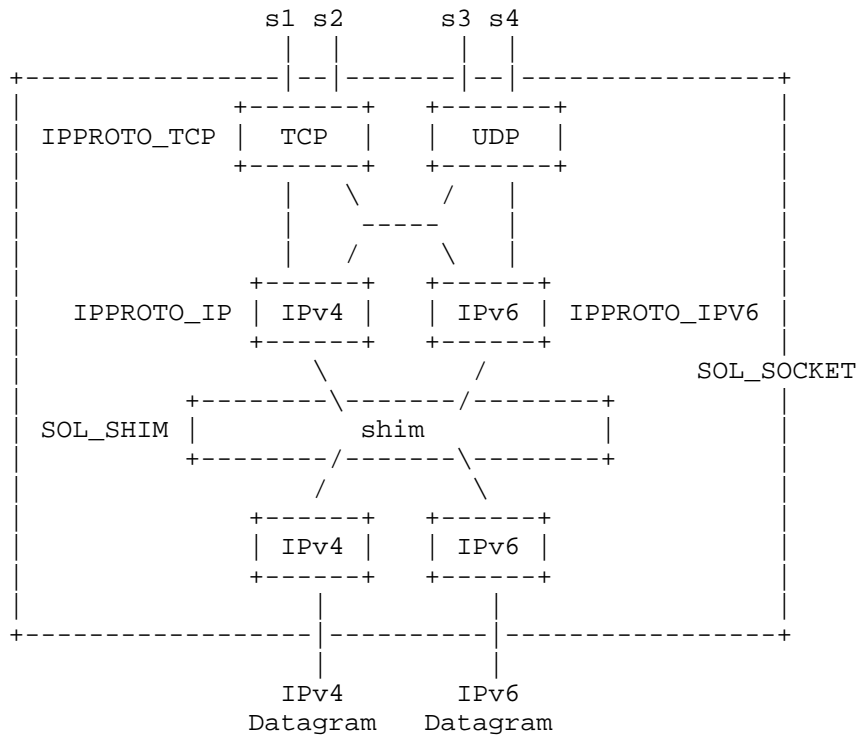 s1 s2 s3 s4
IPPROTO_TCP TCP UDP
IPPROTO_IP IPv4 IPv6 IPPROTO_IPV6
SOL_SOCKET
SOL_SHIM shim
IPv4 IPv6
IPv4 IPv6
Datagram Datagram